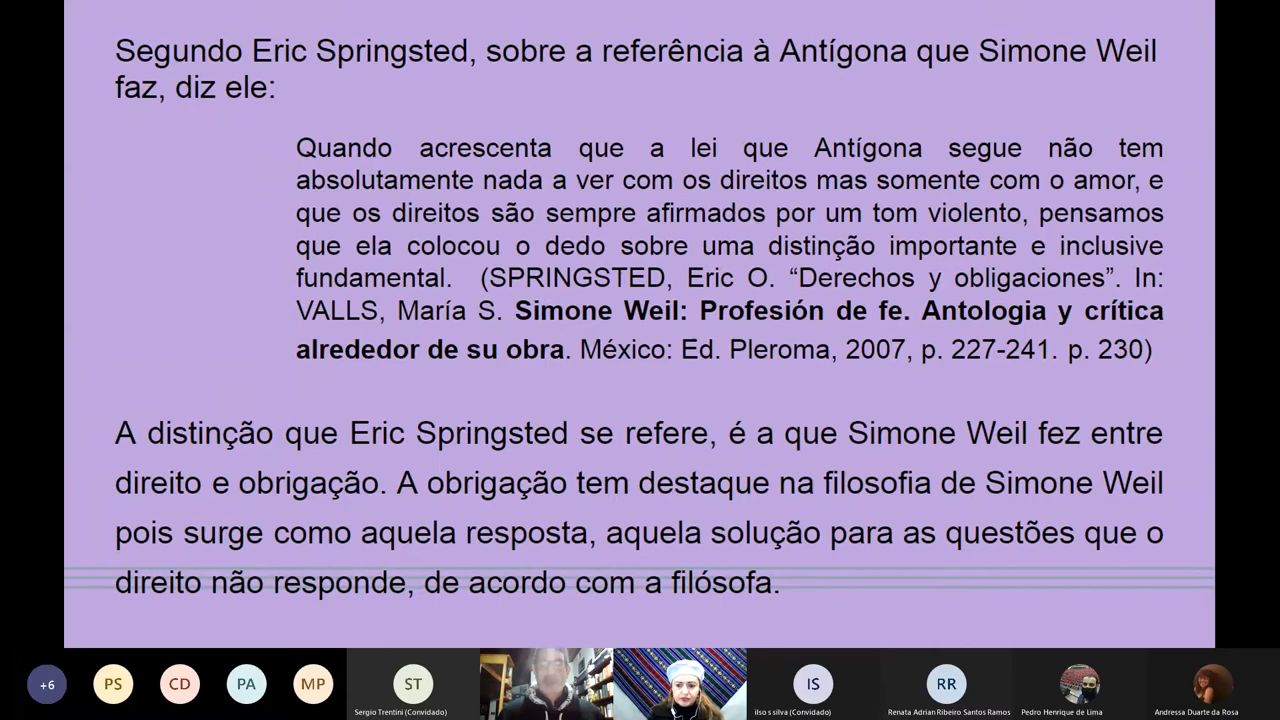 Segundo Eric Springsted, sobre a referência à Antígona que Simone Weil
faz, diz ele:
Quando acrescenta que a lei que Antígona segue não tem
absolutamente nada a ver com os direitos mas somente com o amor, e
que os direitos são sempre afirmados por um tom violento, pensamos
que ela colocou o dedo sobre uma distinção importante e inclusive
fundamental. (SPRINGSTED, Eric O. “Derechos y obligaciones”. In:
VALLS, María S. Simone Weil: Profesión de fe. Antologia y crítica
alrededor de su obra. México: Ed. Pleroma, 2007, p. 227-241. p. 230)
A distinção que Eric Springsted se refere, é a que Simone Weil fez entre
direito e obrigação. A obrigação tem destaque na filosofia de Simone Weil
pois surge como aquela resposta, aquela solução para as questões que o
direito não responde, de acordo com a filósofa.
+6 PS CD PA MP ST IS RR
Sergio Trentini (Convidado) ilso s silva (Convidado) Renata Adrian Ribeiro Santos Ramos Pedro Henrique de Lima Andressa Duarte da Rosa